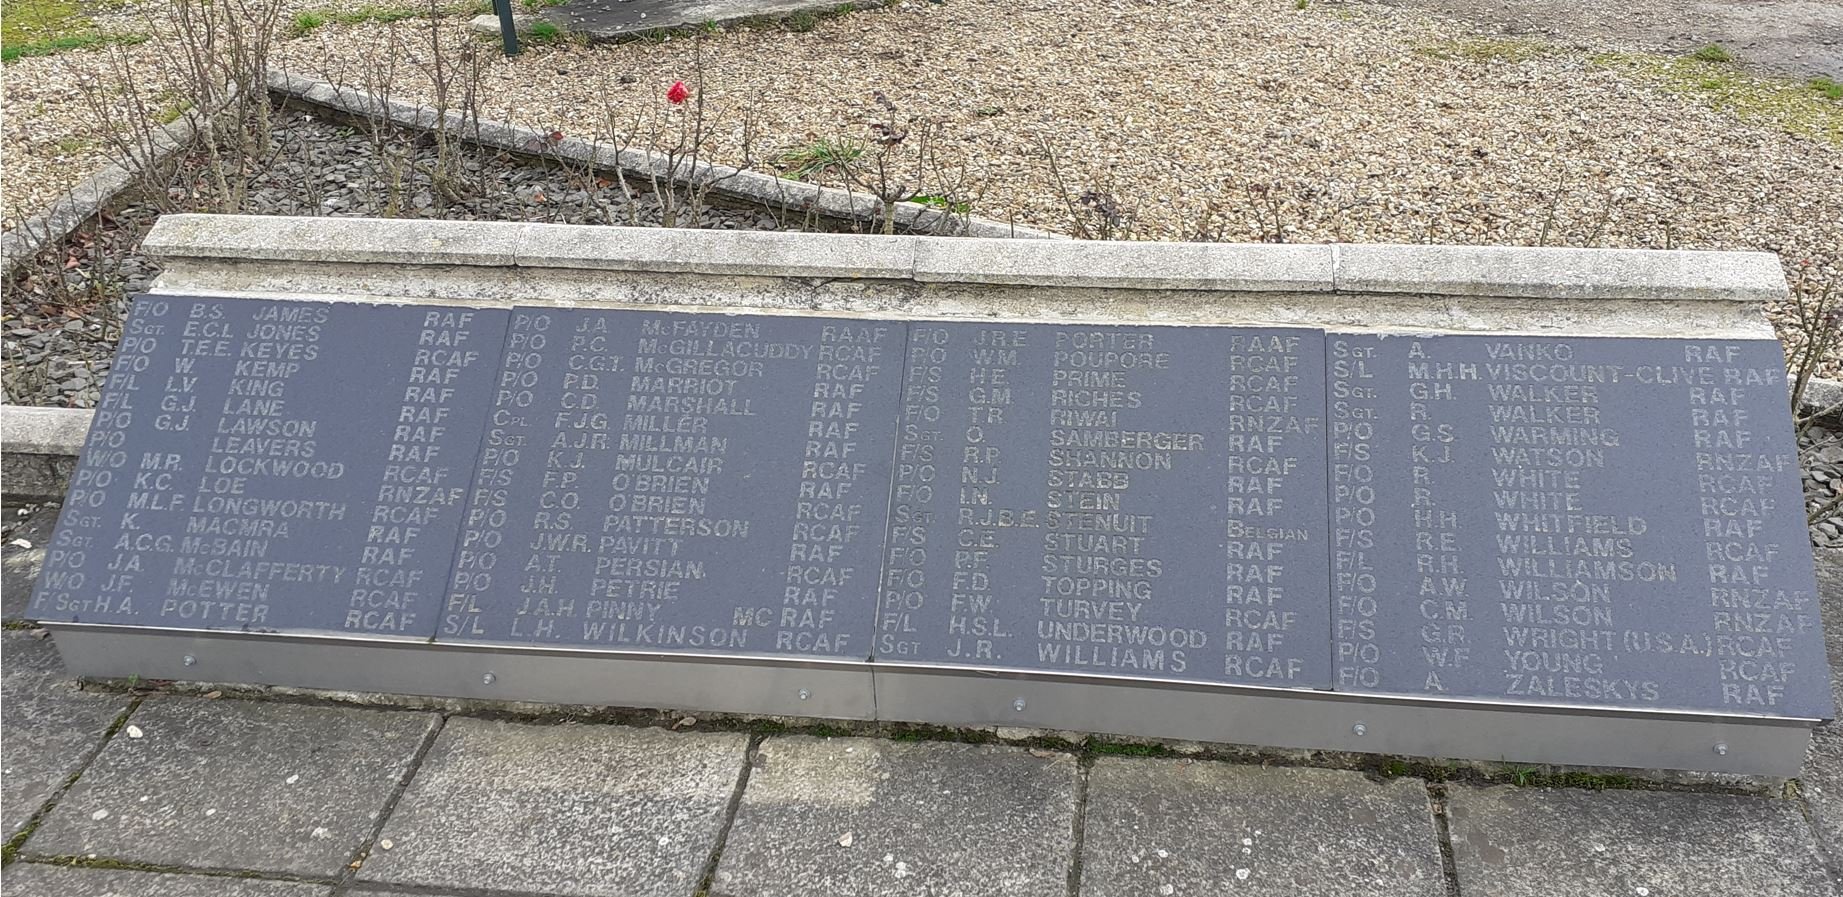 F/O B.S. JAMES RAF
SGT. E.C.L JONES RAF
P/O T.E.E. KEYES RCAF
F/O W. KEMP RAF
F/L L.V. KING RAF
F/L G.J. LANE RAF
P/O G.J. LAWSON RAF
P/O LEAVERS RAF
W/O M.R. LOCKWOOD RCAF
P/O K.C. LOE RNZAF
P/O M.L.F. LONGWORTH RCAF
SGT. K. MACMRA RAF
SGT. A.C.G. McBAIN RAF
P/O J.A. McCLAFFERTY RCAF
W/O J.F. McEWEN RCAF
F/SGT H.A. POTTER RCAF
P/O J.A. McFAYDEN RAAF
P/O P.C. McGILLACUDDY RCAF
P/O C.G.T. McGREGOR RCAF
P/O P.D. MARRIOT RAF
P/O C.D. MARSHALL RAF
CPL. F.J.G. MILLER RAF
SGT. A.J.R. MILLMAN RAF
P/O K.J. MULCAIR RCAF
F/S F.P. O'BRIEN RAF
F/S C.O. O'BRIEN RCAF
P/O R.S. PATTERSON RCAF
P/O J.W.R. PAVITT RAF
P/O A.T. PERSIAN. RCAF
P/O J.H. PETRIE RAF
F/L J.A.H. PINNY MC RAF
S/L L.H. WILKINSON RCAF
F/O J.R.E. PORTER RAAF
P/O W.M. POUPORE RCAF
F/S H.E. PRIME RCAF
F/S G.M. RICHES RCAF
F/O T.R. RIWAI RNZAF
SGT. O. SAMBERGER RAF
F/S R.P. SHANNON RCAF
P/O N.J. STABB RAF
F/O I.N. STEIN RAF
SGT. R.J.B.E. STENUIT BELGIAN
F/S C.E. STUART RAF
P/O P.F. STURGES RAF
F/O F.D. TOPPING RAF
P/O F.W. TURVEY RCAF
F/L H.S.L. UNDERWOOD RAF
SGT J.R. WILLIAMS RCAF
SGT. A. VANKO RAF
S/L M.H.H. VISCOUNT-CLIVE RAF
SGT. G.H. WALKER RAF
SGT. R. WALKER RAF
P/O G.S. WARMING RAF
F/S K.J. WATSON RNZAF
P/O R. WHITE RCAF
P/O R. WHITE RCAF
P/O H.H. WHITFIELD RAF
F/S R.E. WILLIAMS RCAF
F/L R.H. WILLIAMSON RAF
F/O A.W. WILSON RNZAF
F/O C.M. WILSON RNZAF
F/S G.R. WRIGHT (U.S.A.) RCAF
P/O W.F. YOUNG RCAF
F/O A. ZALESKYS RAF